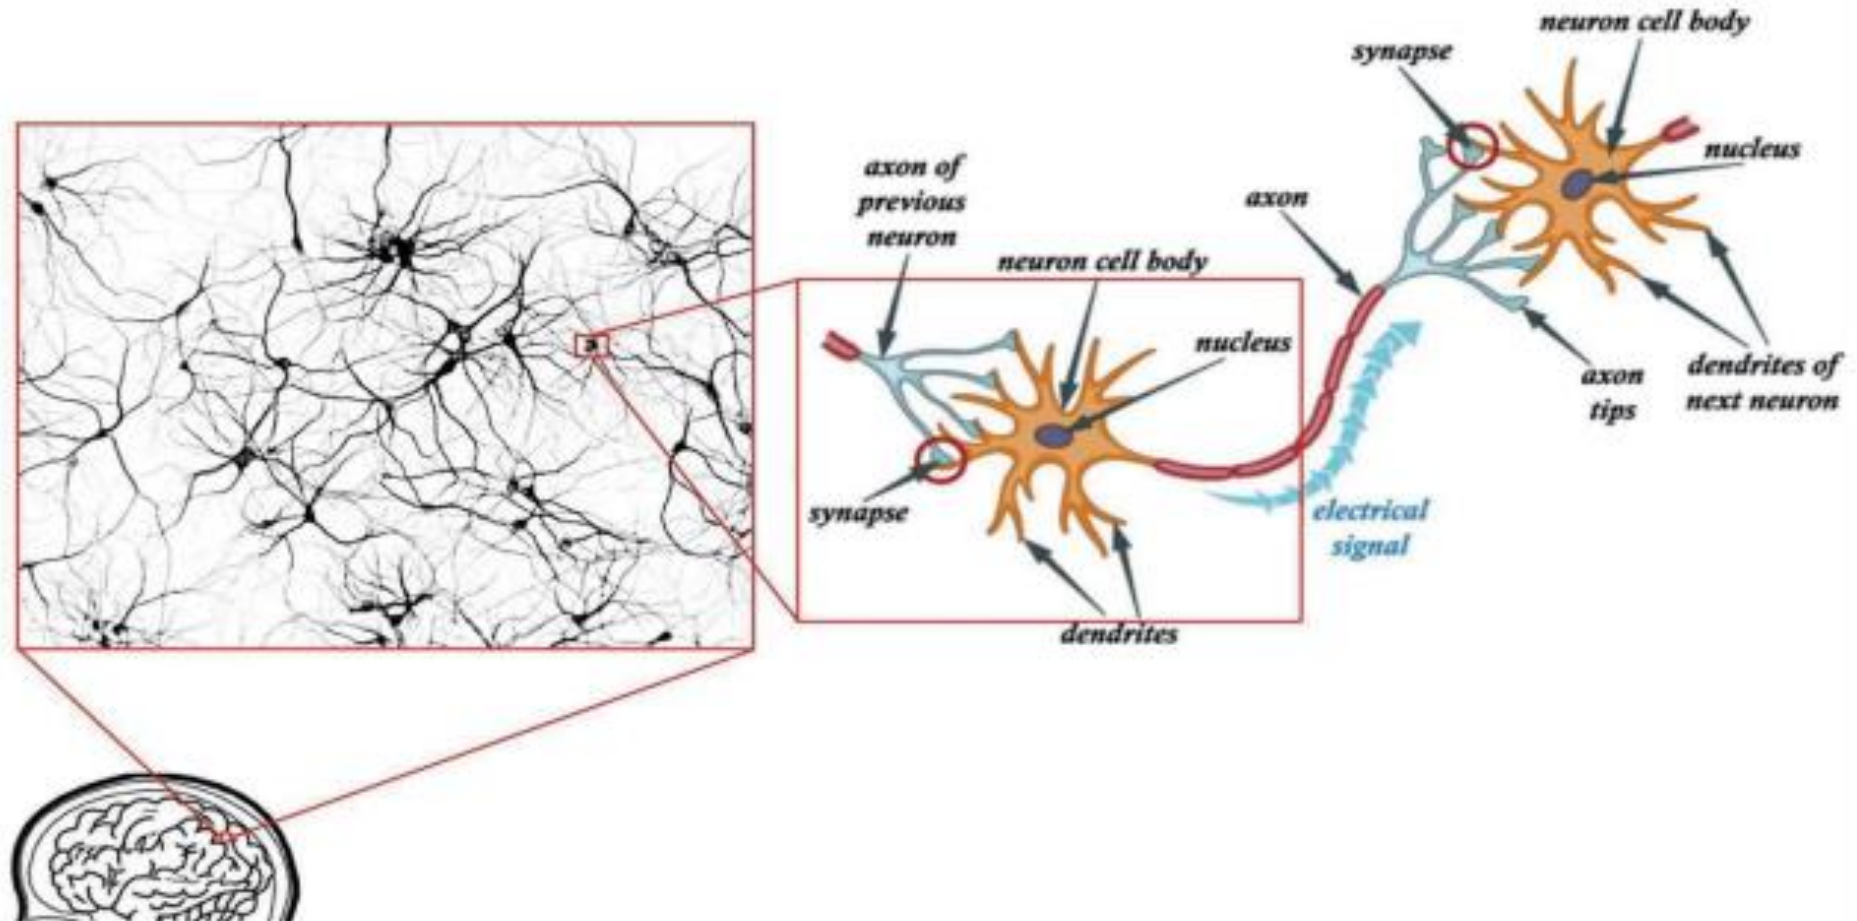 neuron cell body
synapse
nucleus
axon of
previous
neuron
axon
neuron cell body
nucleus
synapse
electrical
signal
dendrites
axon
tips
dendrites of
next neuron